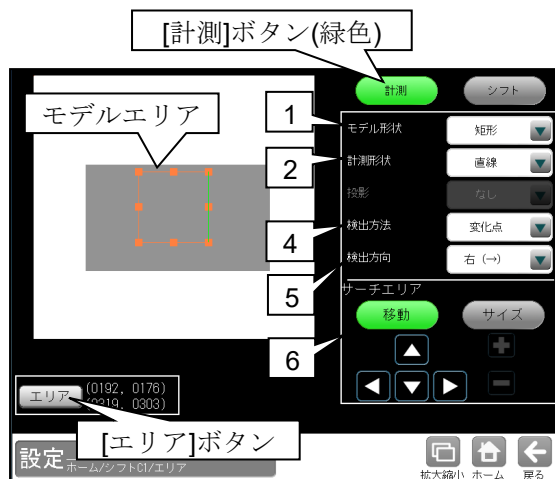 [計測]ボタン(緑色)
計測
シフト
モデルエリア
1
モデル形状
矩形
2
計測形状
直線
投影
なし
4
検出方法
変化点
5
検出方向
右 (→)
サーチエリア
移動
サイズ
6
エリア
(0192, 0176)
(0319, 0303)
[エリア]ボタン
設定
ホーム/シフトC1/エリア
拡大縮小
ホーム
戻る